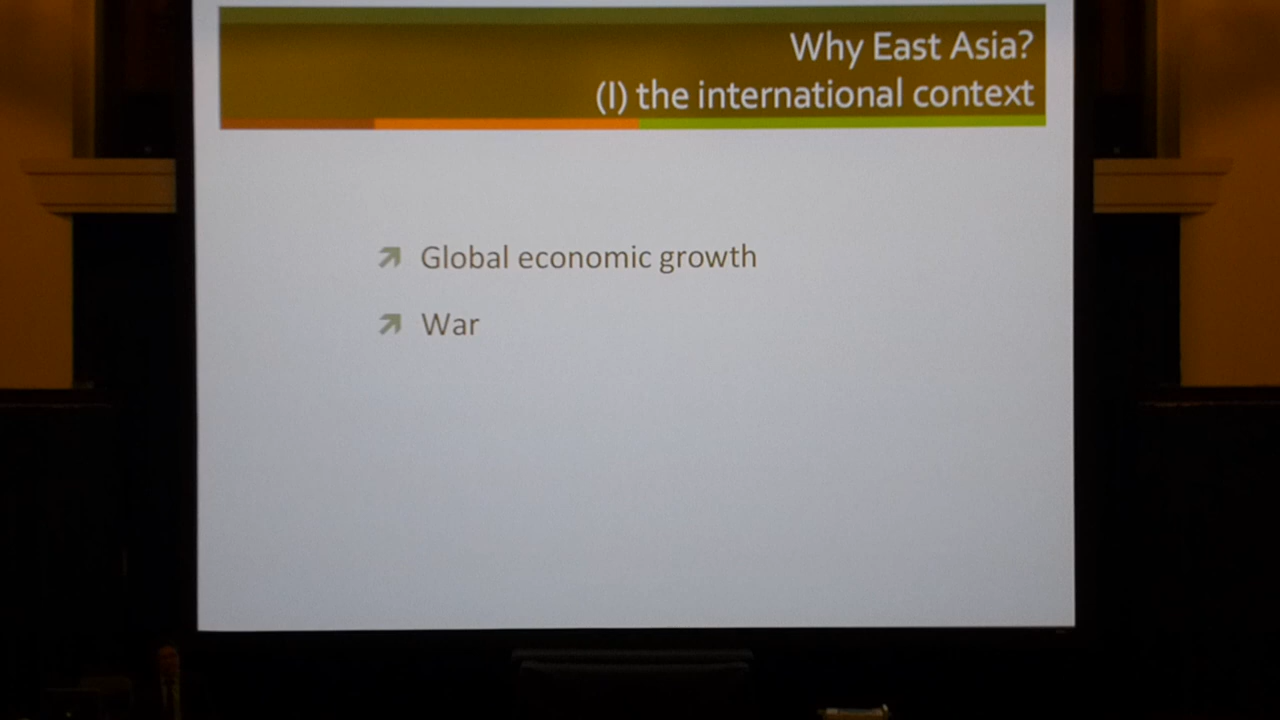 Why East Asia?
(I) the international context
Global economic growth
War